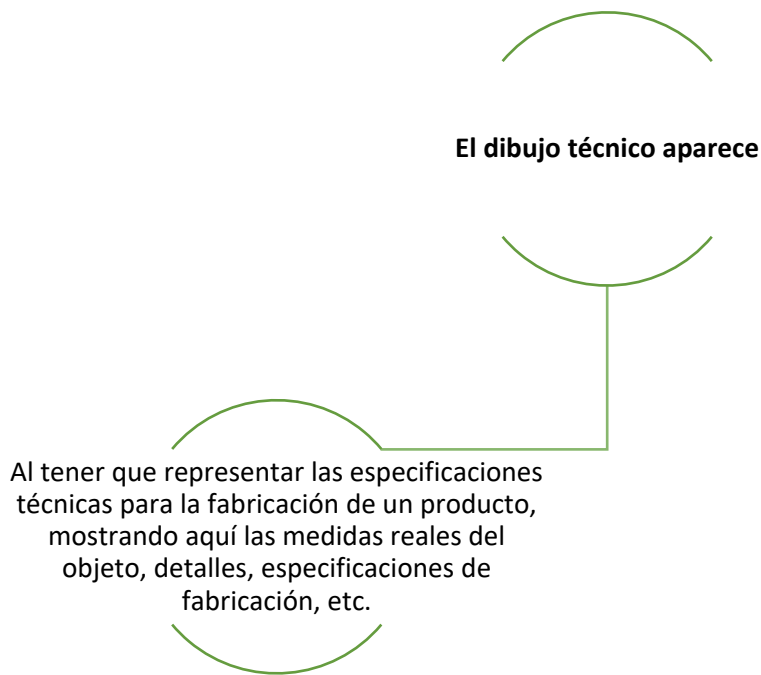 El dibujo técnico aparece
Al tener que representar las especificaciones
técnicas para la fabricación de un producto,
mostrando aquí las medidas reales del
objeto, detalles, especificaciones de
fabricación, etc.